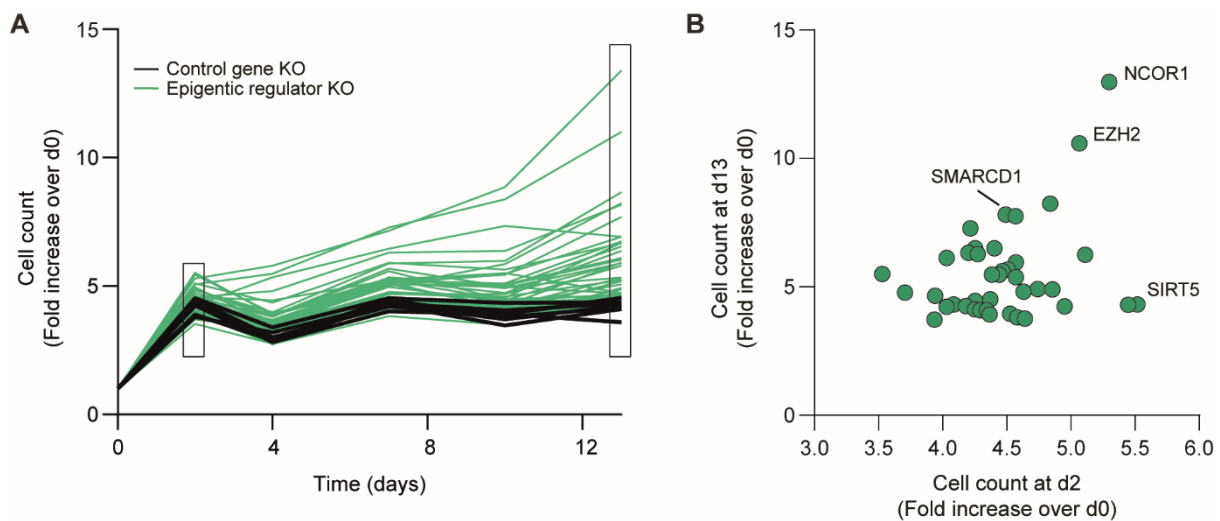 A
15
10
5
0
Cell count
(Fold increase over d0)
Control gene KO
Epigentic regulator KO
0
4
8
12
Time (days)
B
15
10
5
0
Cell count at d13
(Fold increase over d0)
NCOR1
EZH2
SMARCD1
SIRT5
3.0
3.5
4.0
4.5
5.0
5.5
6.0
Cell count at d2
(Fold increase over d0)